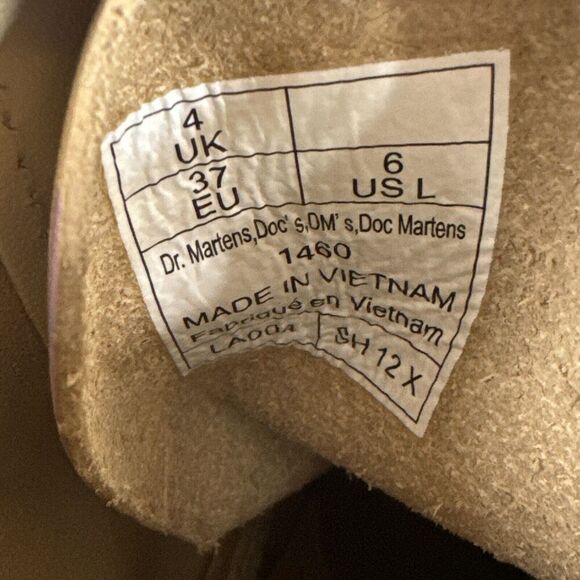 4
UK
37
EU
6
US L
Dr. Martens,Doc' s,DM' s,Doc Martens
1460
MADE IN VIETNAM
Fabriqué en Vietnam
LA004
SH 12 X